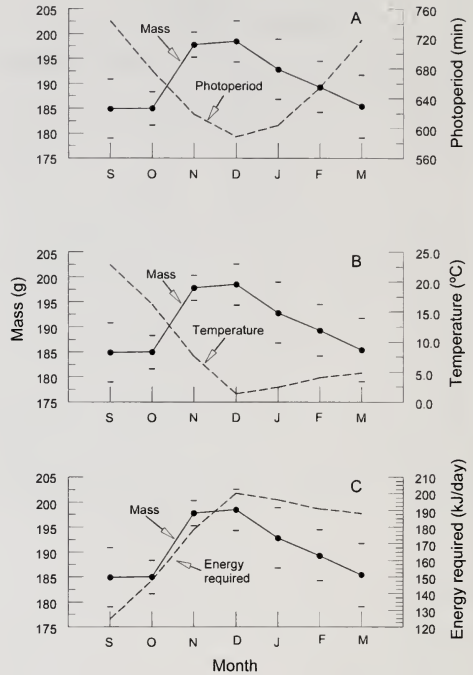 205
200
195
190
185
180
175
Mass
A
Photoperiod
760
720
680
640
600
560
Photoperiod (min)
S O N D J F M
205
200
195
190
185
180
175
Mass (g)
Mass
B
Temperature
25.0
20.0
15.0
10.0
5.0
0.0
Temperature (ºC)
S O N D J F M
205
200
195
190
185
180
175
Mass
C
Energy
required
210
200
190
180
170
160
150
140
130
120
Energy required (kJ/day)
S O N D J F M
Month